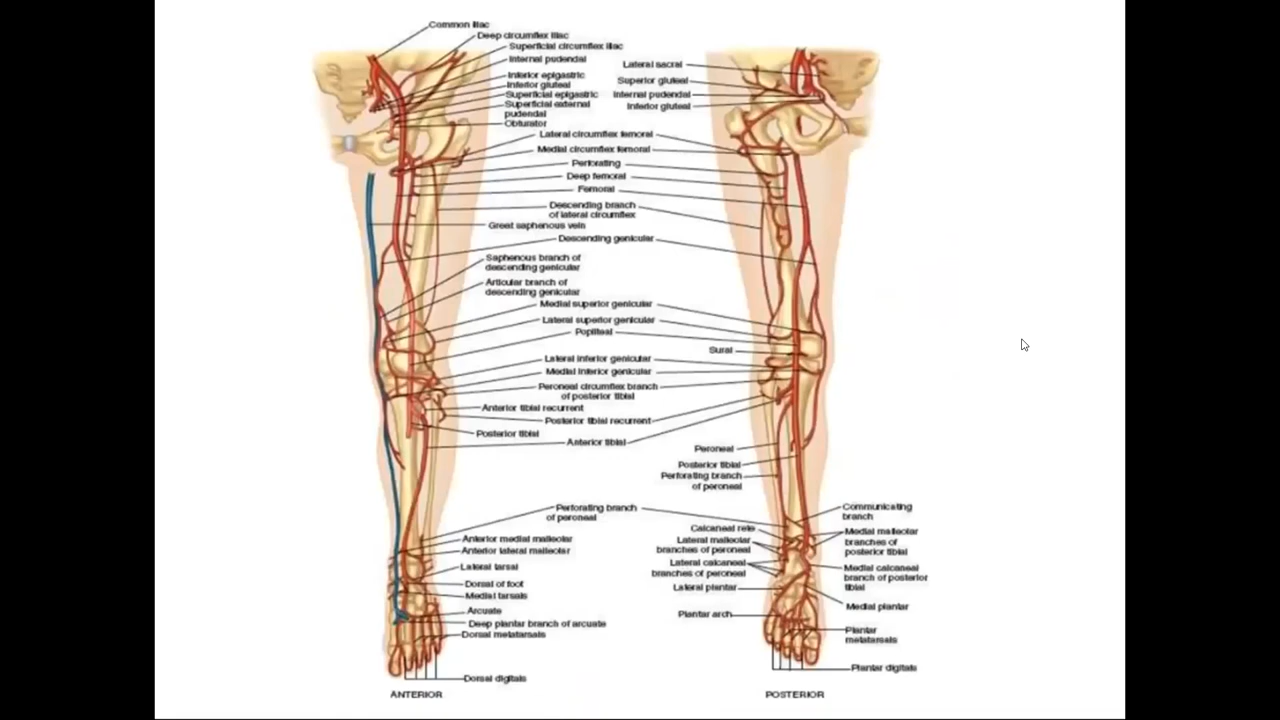 Common iliac
Deep circumflex iliac
Superficial circumflex iliac
Internal pudendal
Inferior epigastric
Inferior gluteal
Superficial epigastric
Superficial external
pudendal
Obturator
Lateral sacral
Superior gluteal
Internal pudendal
Inferior gluteal
Lateral circumflex femoral
Medial circumflex femoral
Perforating
Deep femoral
Femoral
Descending branch
of lateral circumflex
Great saphenous vein
Descending genicular
Saphenous branch of
descending genicular
Articular branch of
descending genicular
Medial superior genicular
Lateral superior genicular
Popliteal
Sural
Lateral inferior genicular
Medial inferior genicular
Peroneal circumflex branch
of posterior tibial
Anterior tibial recurrent
Posterior tibial recurrent
Posterior tibial
Anterior tibial
Peroneal
Posterior tibial
Perforating branch
of peroneal
Perforating branch
of peroneal
Anterior medial malleolar
Anterior lateral malleolar
Lateral tarsal
Dorsal of foot
Medial tarsals
Arcuate
Deep plantar branch of arcuate
Dorsal metatarsals
Dorsal digitals
Calcaneal rete
Lateral malleolar
branches of peroneal
Lateral calcaneal
branches of peroneal
Lateral plantar
Plantar arch
Communicating
branch
Medial malleolar
branches of
posterior tibial
Medial calcaneal
branch of posterior
tibial
Medial plantar
Plantar
metatarsals
Plantar digitals
ANTERIOR
POSTERIOR